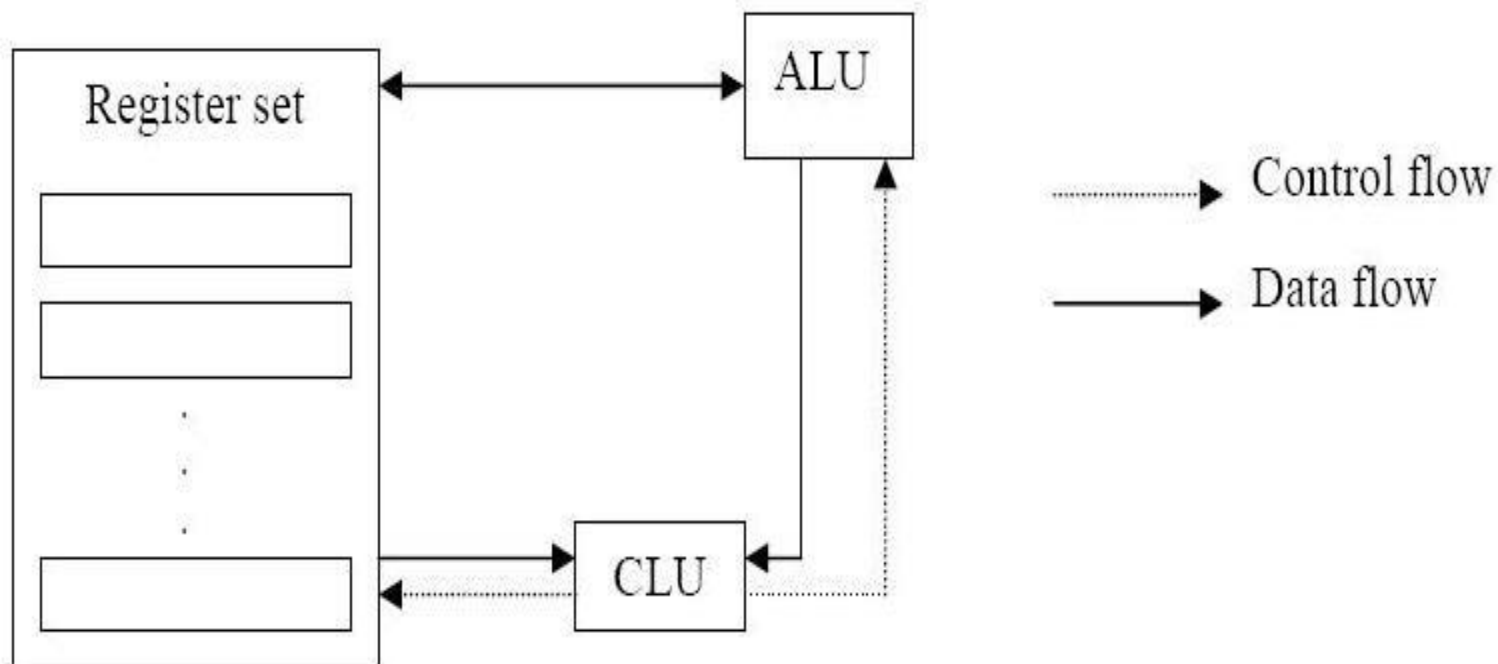 Register set
ALU
Control flow
Data flow
CLU